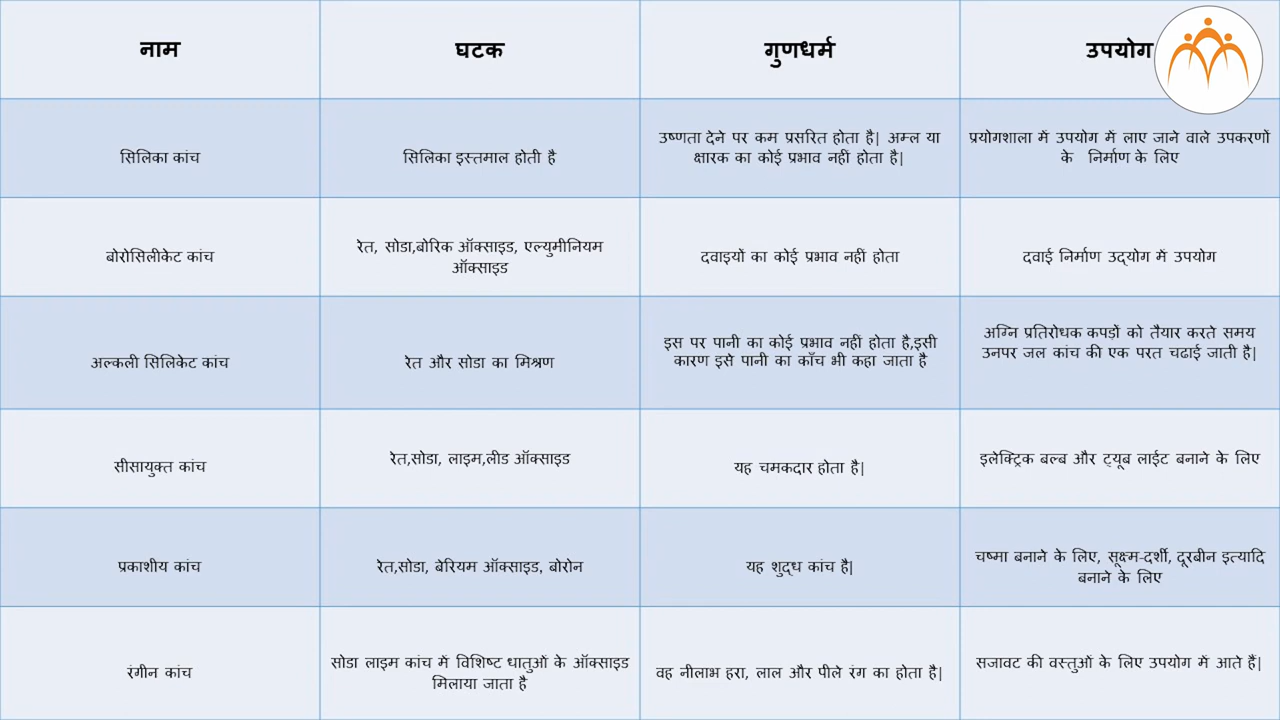 नाम
घटक
गुणधर्म
उपयोग
सिलिका कांच
सिलिका इस्तमाल होती है
उष्णता देने पर कम प्रसरित होता है| अम्ल या
क्षारक का कोई प्रभाव नहीं होता है|
प्रयोगशाला में उपयोग में लाए जाने वाले उपकरणों
के निर्माण के लिए
बोरोसिलीकेट कांच
रेत, सोडा,बोरिक ऑक्साइड, एल्युमीनियम
ऑक्साइड
दवाइयों का कोई प्रभाव नहीं होता
दवाई निर्माण उद्योग में उपयोग
अल्कली सिलिकेट कांच
रेत और सोडा का मिश्रण
इस पर पानी का कोई प्रभाव नहीं होता है,इसी
कारण इसे पानी का काँच भी कहा जाता है
अग्नि प्रतिरोधक कपड़ों को तैयार करते समय
उनपर जल कांच की एक परत चढाई जाती है|
सीसायुक्त कांच
रेत,सोडा, लाइम,लीड ऑक्साइड
यह चमकदार होता है|
इलेक्ट्रिक बल्ब और ट्यूब लाईट बनाने के लिए
प्रकाशीय कांच
रेत,सोडा, बेरियम ऑक्साइड, बोरोन
यह शुद्ध कांच है|
चष्मा बनाने के लिए, सूक्ष्म-दर्शी, दूरबीन इत्यादि
बनाने के लिए
रंगीन कांच
सोडा लाइम कांच में विशिष्ट धातुओं के ऑक्साइड
मिलाया जाता है
वह नीलाभ हरा, लाल और पीले रंग का होता है|
सजावट की वस्तुओं के लिए उपयोग में आते हैं|